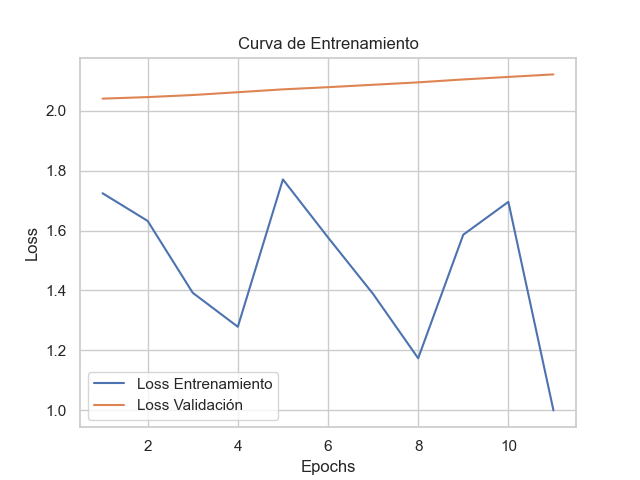 Curva de Entrenamiento
2.0
1.8
1.6
1.4
1.2
1.0
Loss
Loss Entrenamiento
Loss Validación
2 4 6 8 10
Epochs